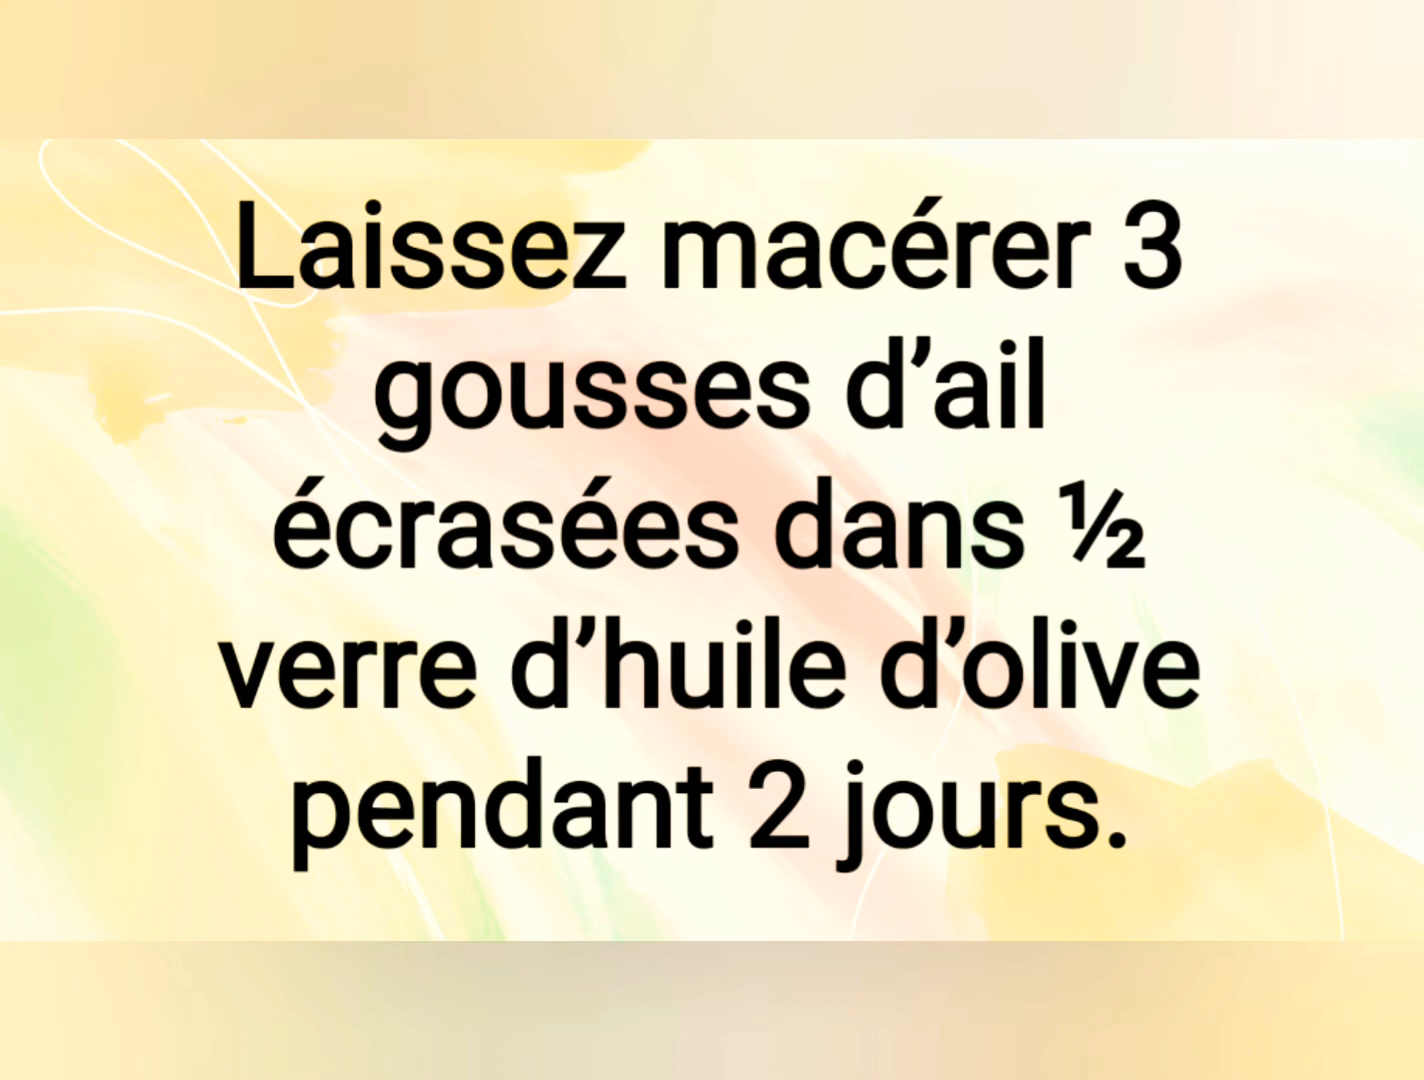 Laissez macérer 3
gousses d’ail
écrasées dans ½
verre d’huile d’olive
pendant 2 jours.